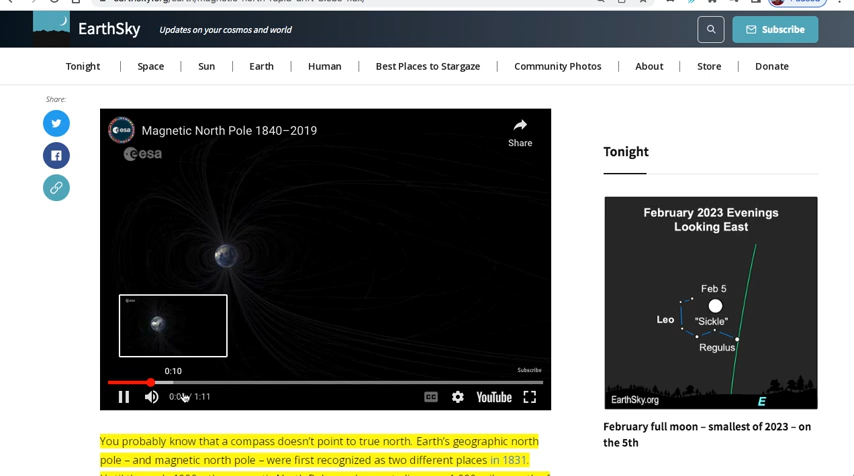 EarthSky
Updates on your cosmos and world
Subscribe
Tonight
Space
Sun
Earth
Human
Best Places to Stargaze
Community Photos
About
Store
Donate
Share:
esa
Magnetic North Pole 1840–2019
Share
esa
0:10
Subscribe
1:11
CC
YouTube
Tonight
February 2023 Evenings
Looking East
Feb 5
Leo
"Sickle"
Regulus
EarthSky.org
E
February full moon – smallest of 2023 – on
the 5th
You probably know that a compass doesn't point to true north. Earth's geographic north
pole – and magnetic north pole – were first recognized as two different places in 1831.